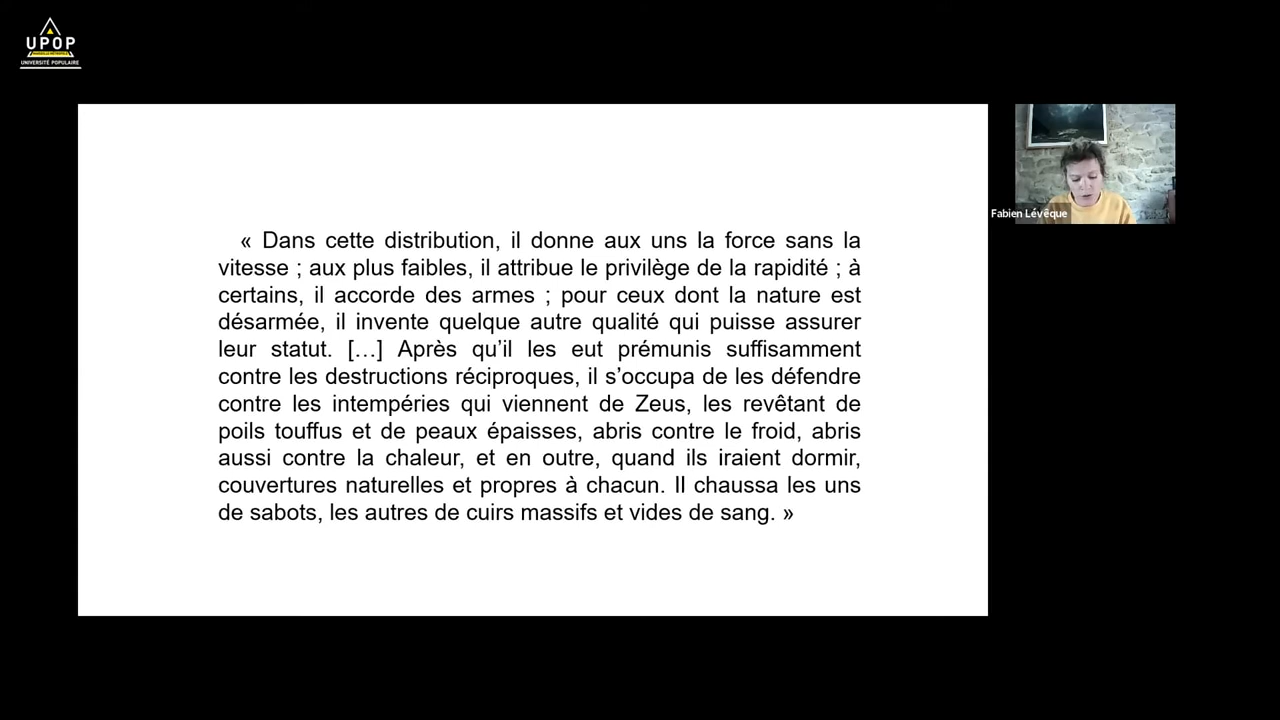 UPOP
UNIVERSITÉ POPULAIRE
« Dans cette distribution, il donne aux uns la force sans la
vitesse ; aux plus faibles, il attribue le privilège de la rapidité ; à
certains, il accorde des armes ; pour ceux dont la nature est
désarmée, il invente quelque autre qualité qui puisse assurer
leur statut. […] Après qu’il les eut prémunis suffisamment
contre les destructions réciproques, il s’occupa de les défendre
contre les intempéries qui viennent de Zeus, les revêtant de
poils touffus et de peaux épaisses, abris contre le froid, abris
aussi contre la chaleur, et en outre, quand ils iraient dormir,
couvertures naturelles et propres à chacun. Il chaussa les uns
de sabots, les autres de cuirs massifs et vides de sang. »
Fabien Lévêque